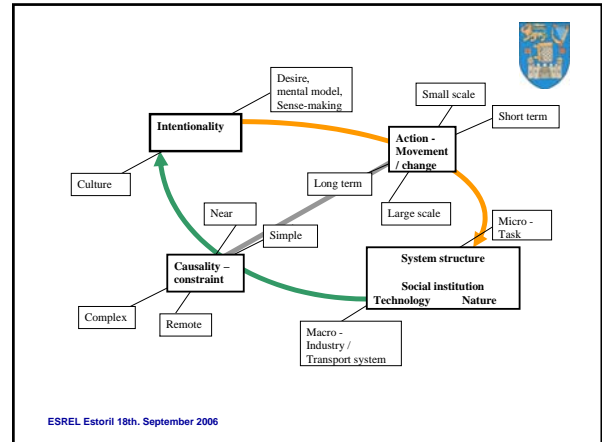 Desire,
mental model,
Sense-making
Small scale
Intentionality
Short term
Action -
Movement
/ change
Culture
Long term
Near
Large scale
Micro -
Task
Simple
System structure
Causality –
constraint
Social institution
Technology Nature
Complex
Remote
Macro -
Industry /
Transport system
ESREL Estoril 18th. September 2006